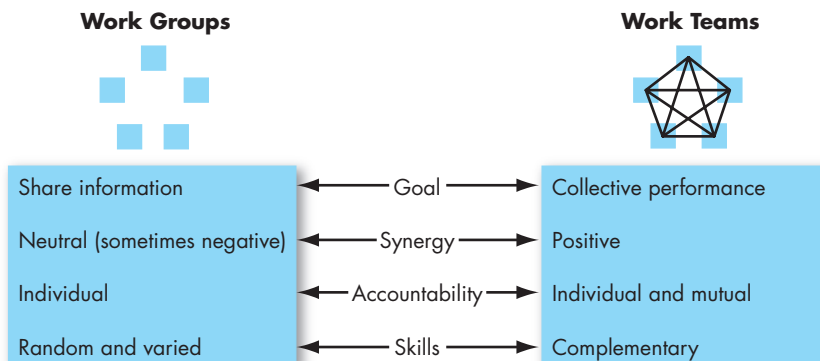 Work Groups
Work Teams
Share information
Goal
Collective performance
Neutral (sometimes negative)
Synergy
Positive
Individual
Accountability
Individual and mutual
Random and varied
Skills
Complementary